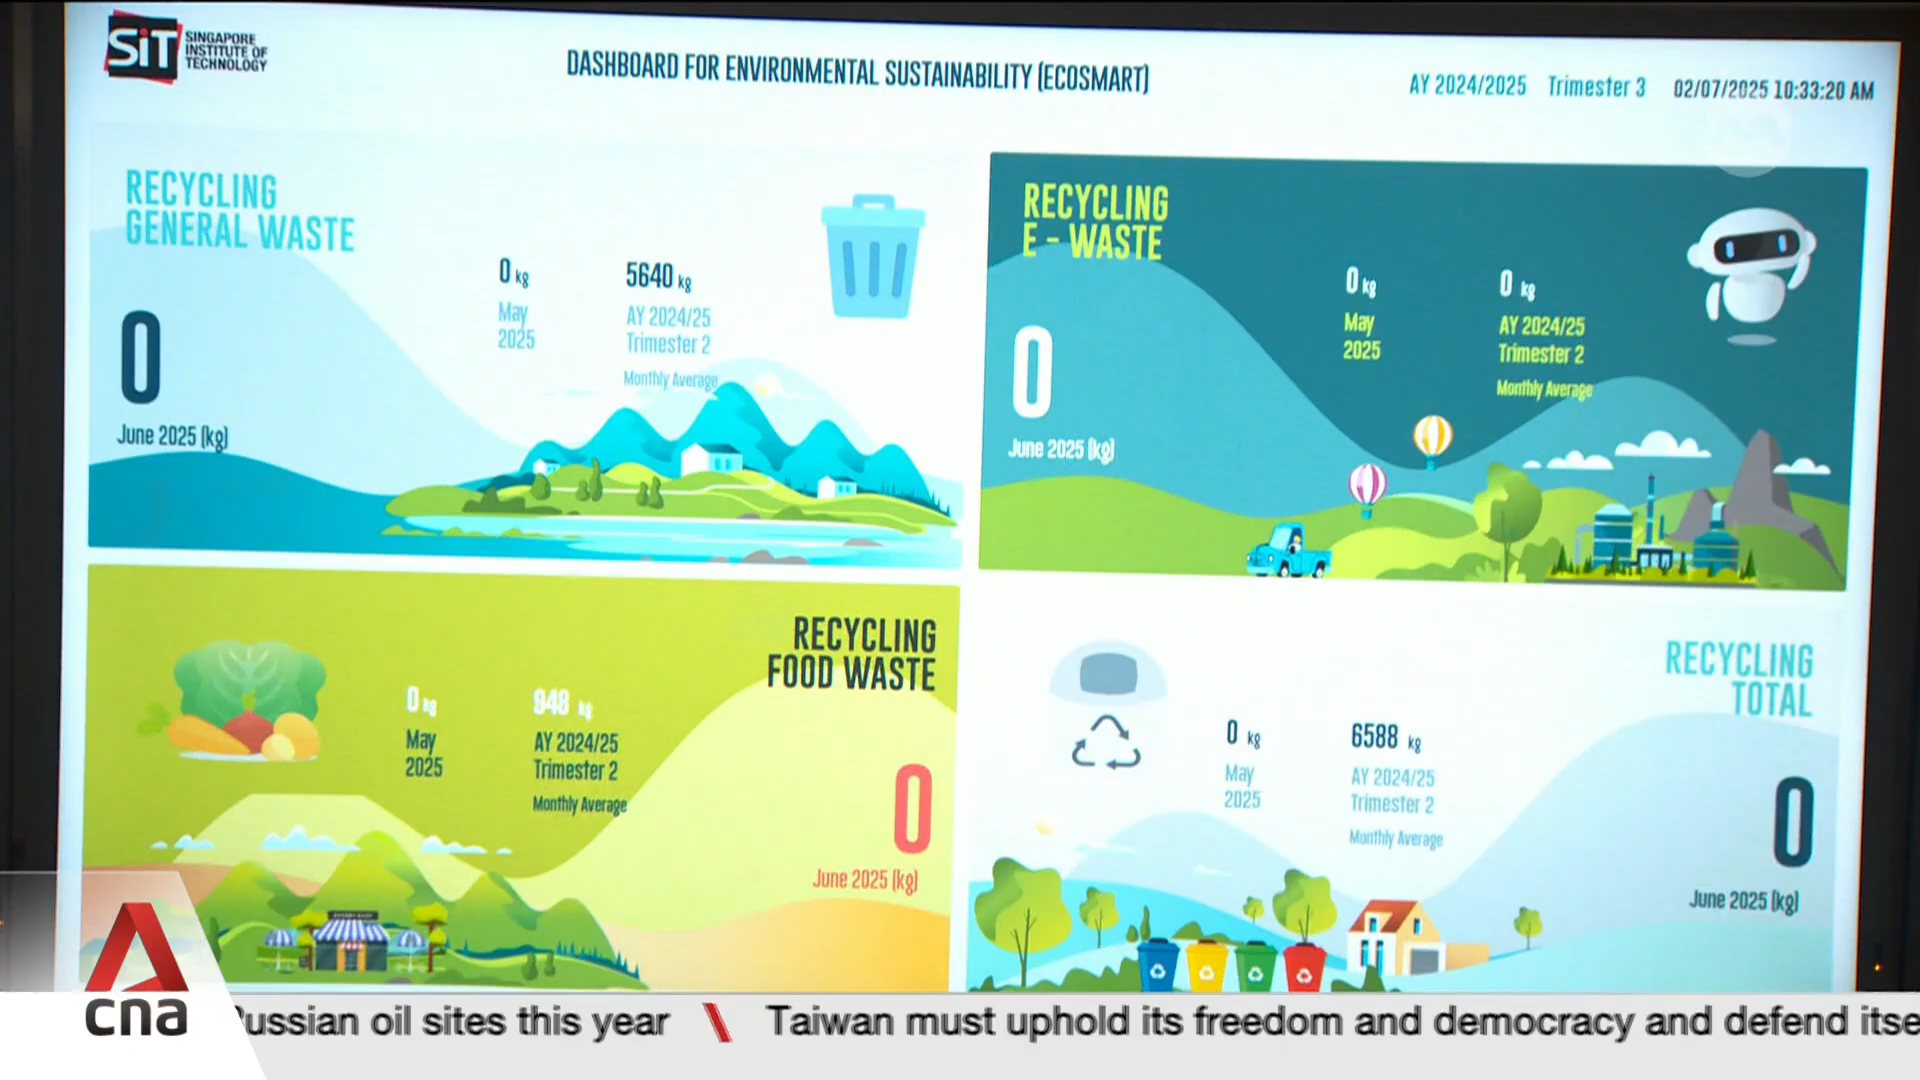 SiT
SINGAPORE
INSTITUTE OF
TECHNOLOGY
DASHBOARD FOR ENVIRONMENTAL SUSTAINABILITY (ECOSMART)
AY 2024/2025 Trimester 3 02/07/2025 10:33:20 AM
RECYCLING
GENERAL WASTE
0 kg
May
2025
5640 kg
AY 2024/25
Trimester 2
Monthly Average
0
June 2025 (kg)
RECYCLING
E - WASTE
0 kg
May
2025
0 kg
AY 2024/25
Trimester 2
Monthly Average
0
June 2025 (kg)
RECYCLING
FOOD WASTE
0 kg
May
2025
948 kg
AY 2024/25
Trimester 2
Monthly Average
0
June 2025 (kg)
RECYCLING
TOTAL
0 kg
May
2025
6588 kg
AY 2024/25
Trimester 2
Monthly Average
0
June 2025 (kg)
cna
ussian oil sites this year \ Taiwan must uphold its freedom and democracy and defend itse